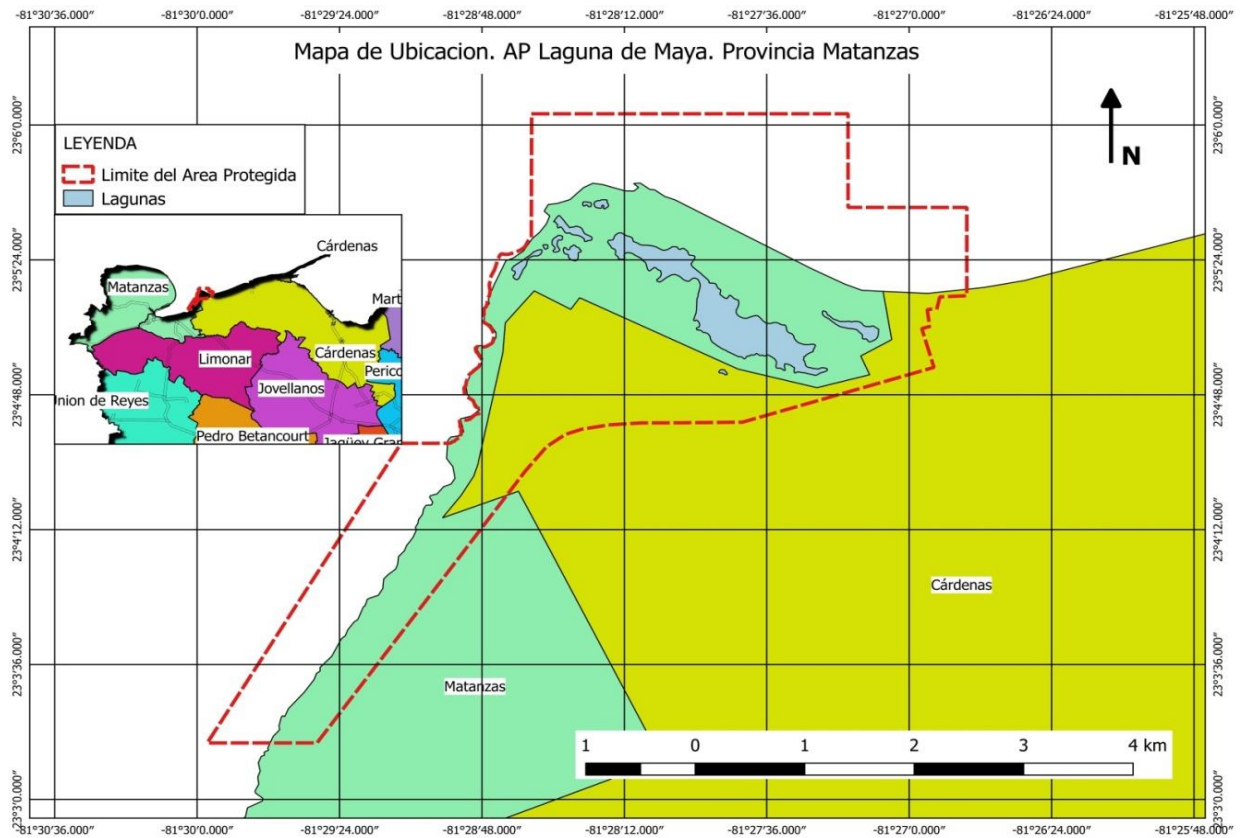 -81°30'36.000" -81°30'0.000" -81°29'24.000" -81°28'48.000" -81°28'12.000" -81°27'36.000" -81°27'0.000" -81°26'24.000" -81°25'48.000"
Mapa de Ubicacion. AP Laguna de Maya. Provincia Matanzas
N
23°6'0.000" 23°6'0.000"
LEYENDA
Limite del Area Protegida
Lagunas
23°5'24.000" 23°5'24.000"
Cárdenas
Matanzas
Mart
Limonar
Cárdenas
Perico
Jovellanos
Union de Reyes
Pedro Betancourt
Jagüey Gran
23°4'48.000" 23°4'48.000"
23°4'12.000" 23°4'12.000"
Cárdenas
23°3'36.000" 23°3'36.000"
Matanzas
1 0 1 2 3 4 km
23°3'0.000" 23°3'0.000"
-81°30'36.000" -81°30'0.000" -81°29'24.000" -81°28'48.000" -81°28'12.000" -81°27'36.000" -81°27'0.000" -81°26'24.000" -81°25'48.000"